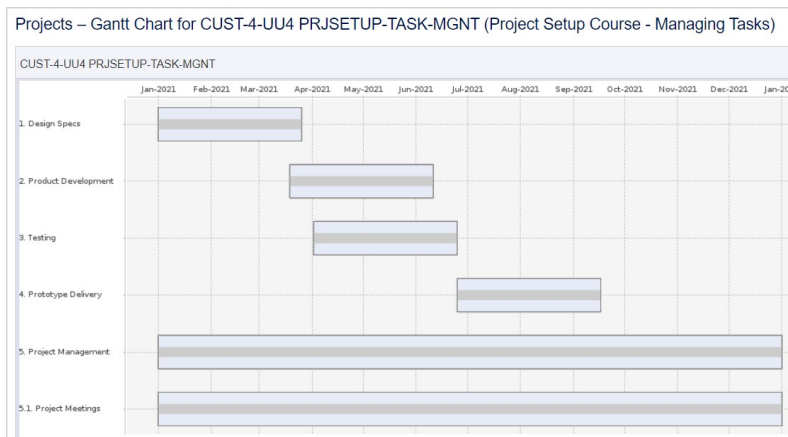 Projects – Gantt Chart for CUST-4-UU4 PRJSETUP-TASK-MGNT (Project Setup Course - Managing Tasks)
CUST-4-UU4 PRJSETUP-TASK-MGNT
Jan-2021 Feb-2021 Mar-2021 Apr-2021 May-2021 Jun-2021 Jul-2021 Aug-2021 Sep-2021 Oct-2021 Nov-2021 Dec-2021 Jan-20
1. Design Specs
2. Product Development
3. Testing
4. Prototype Delivery
5. Project Management
5.1. Project Meetings